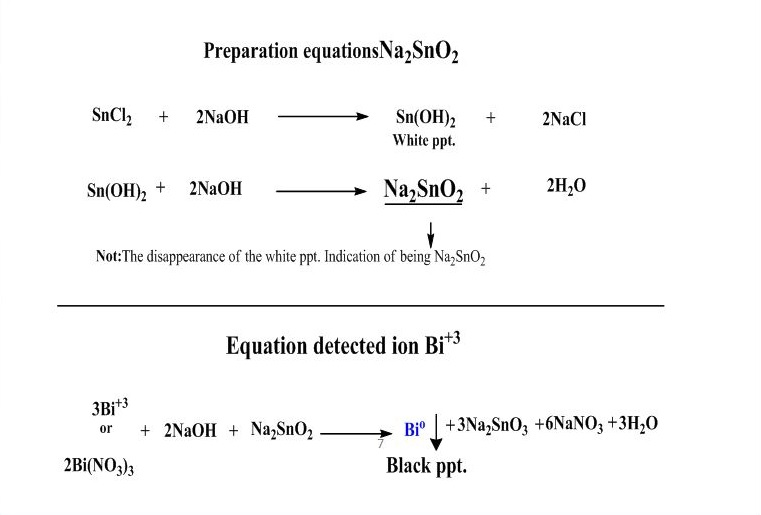 Preparation equationsNa₂SnO₂
SnCl₂ + 2NaOH ⟶ Sn(OH)₂ + 2NaCl
White ppt.
Sn(OH)₂ + 2NaOH ⟶ Na₂SnO₂ + 2H₂O
Not:The disappearance of the white ppt. Indication of being Na₂SnO₂
Equation detected ion Bi⁺³
3Bi⁺³
or + 2NaOH + Na₂SnO₂ ⟶ Bi⁰ ↓ +3Na₂SnO₃ +6NaNO₃ +3H₂O
7
2Bi(NO₃)₃ Black ppt.